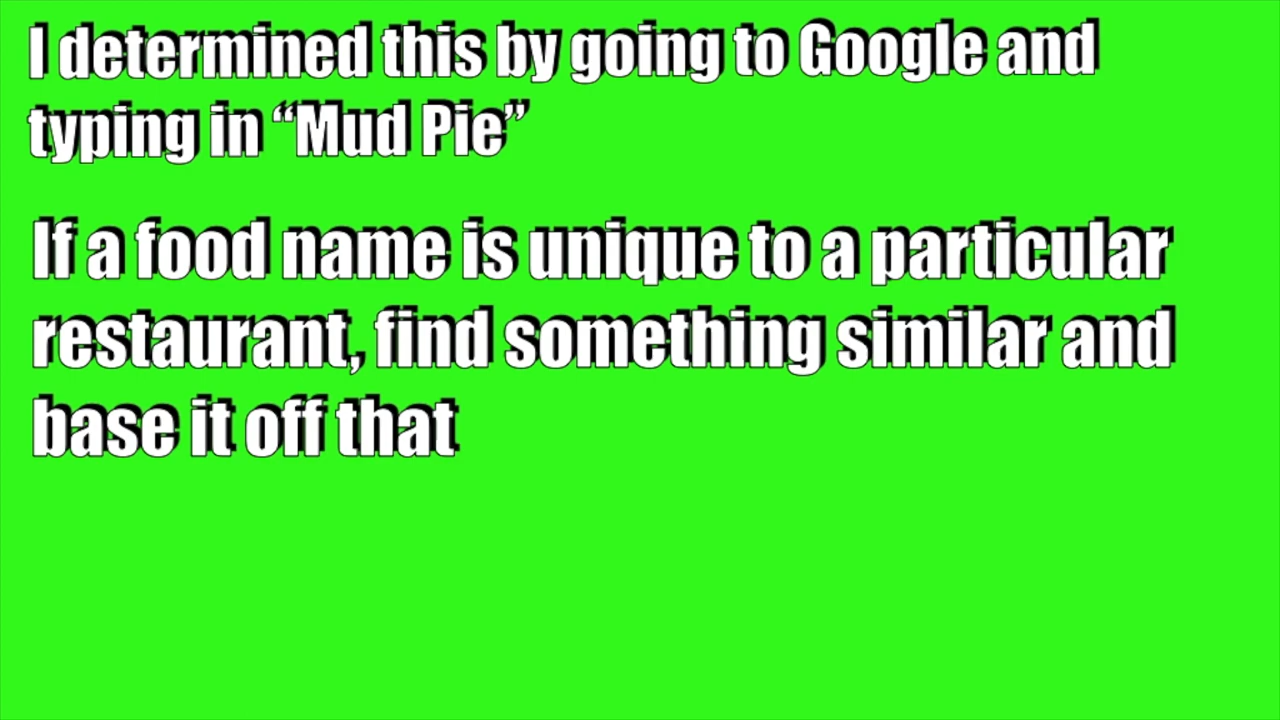 I determined this by going to Google and
typing in “Mud Pie”
If a food name is unique to a particular
restaurant, find something similar and
base it off that